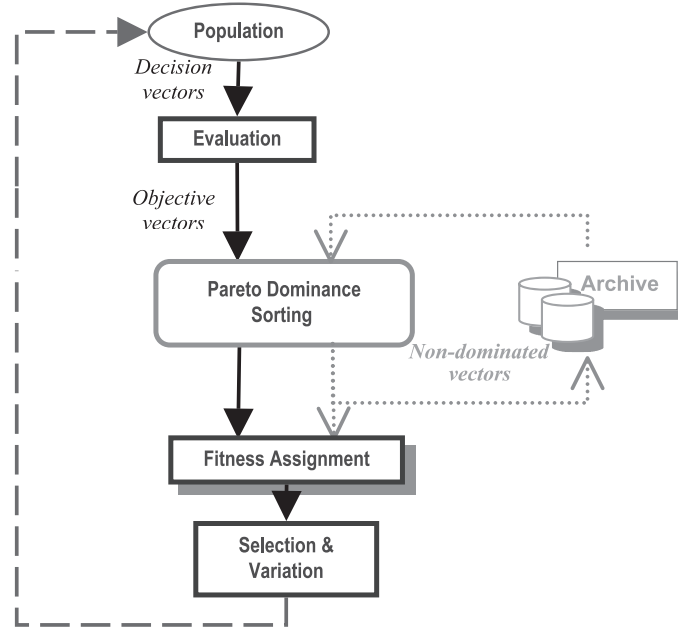 Population
Decision
vectors
Evaluation
Objective
vectors
Pareto Dominance
Sorting
Archive
Non-dominated
vectors
Fitness Assignment
Selection &
Variation